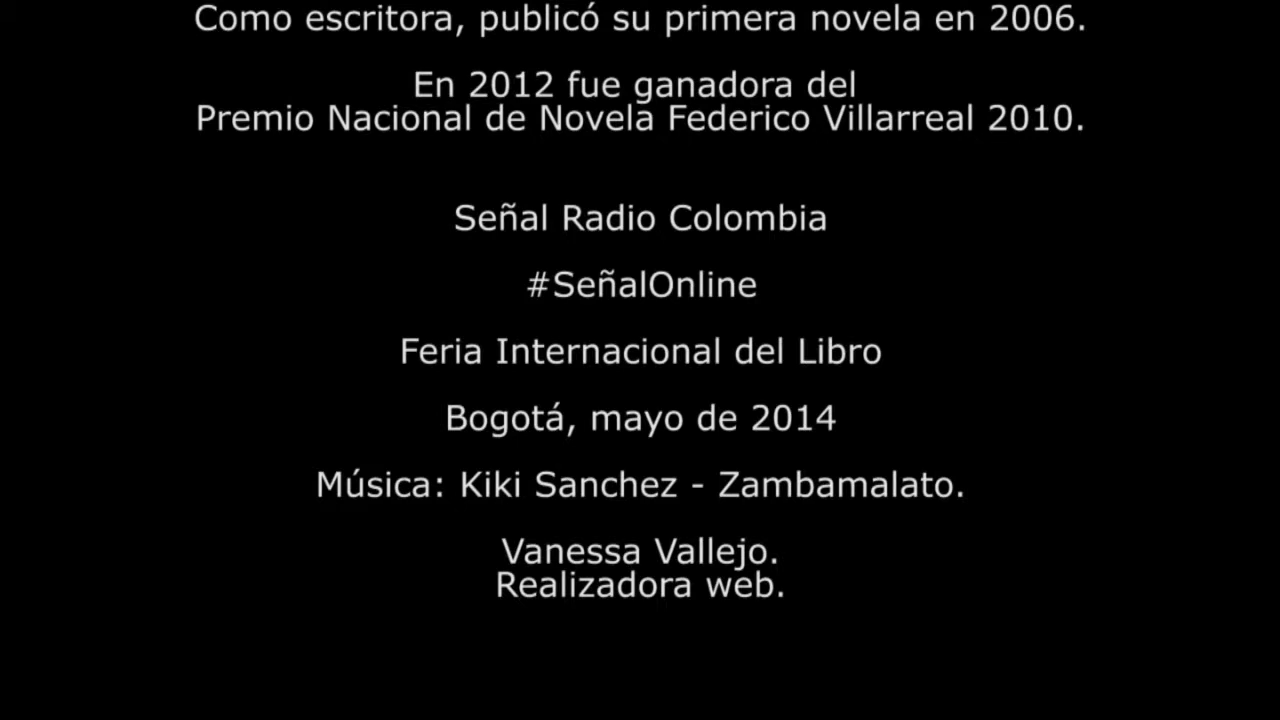 Como escritora, publicó su primera novela en 2006.
En 2012 fue ganadora del
Premio Nacional de Novela Federico Villarreal 2010.
Señal Radio Colombia
#SeñalOnline
Feria Internacional del Libro
Bogotá, mayo de 2014
Música: Kiki Sanchez - Zambamalato.
Vanessa Vallejo.
Realizadora web.